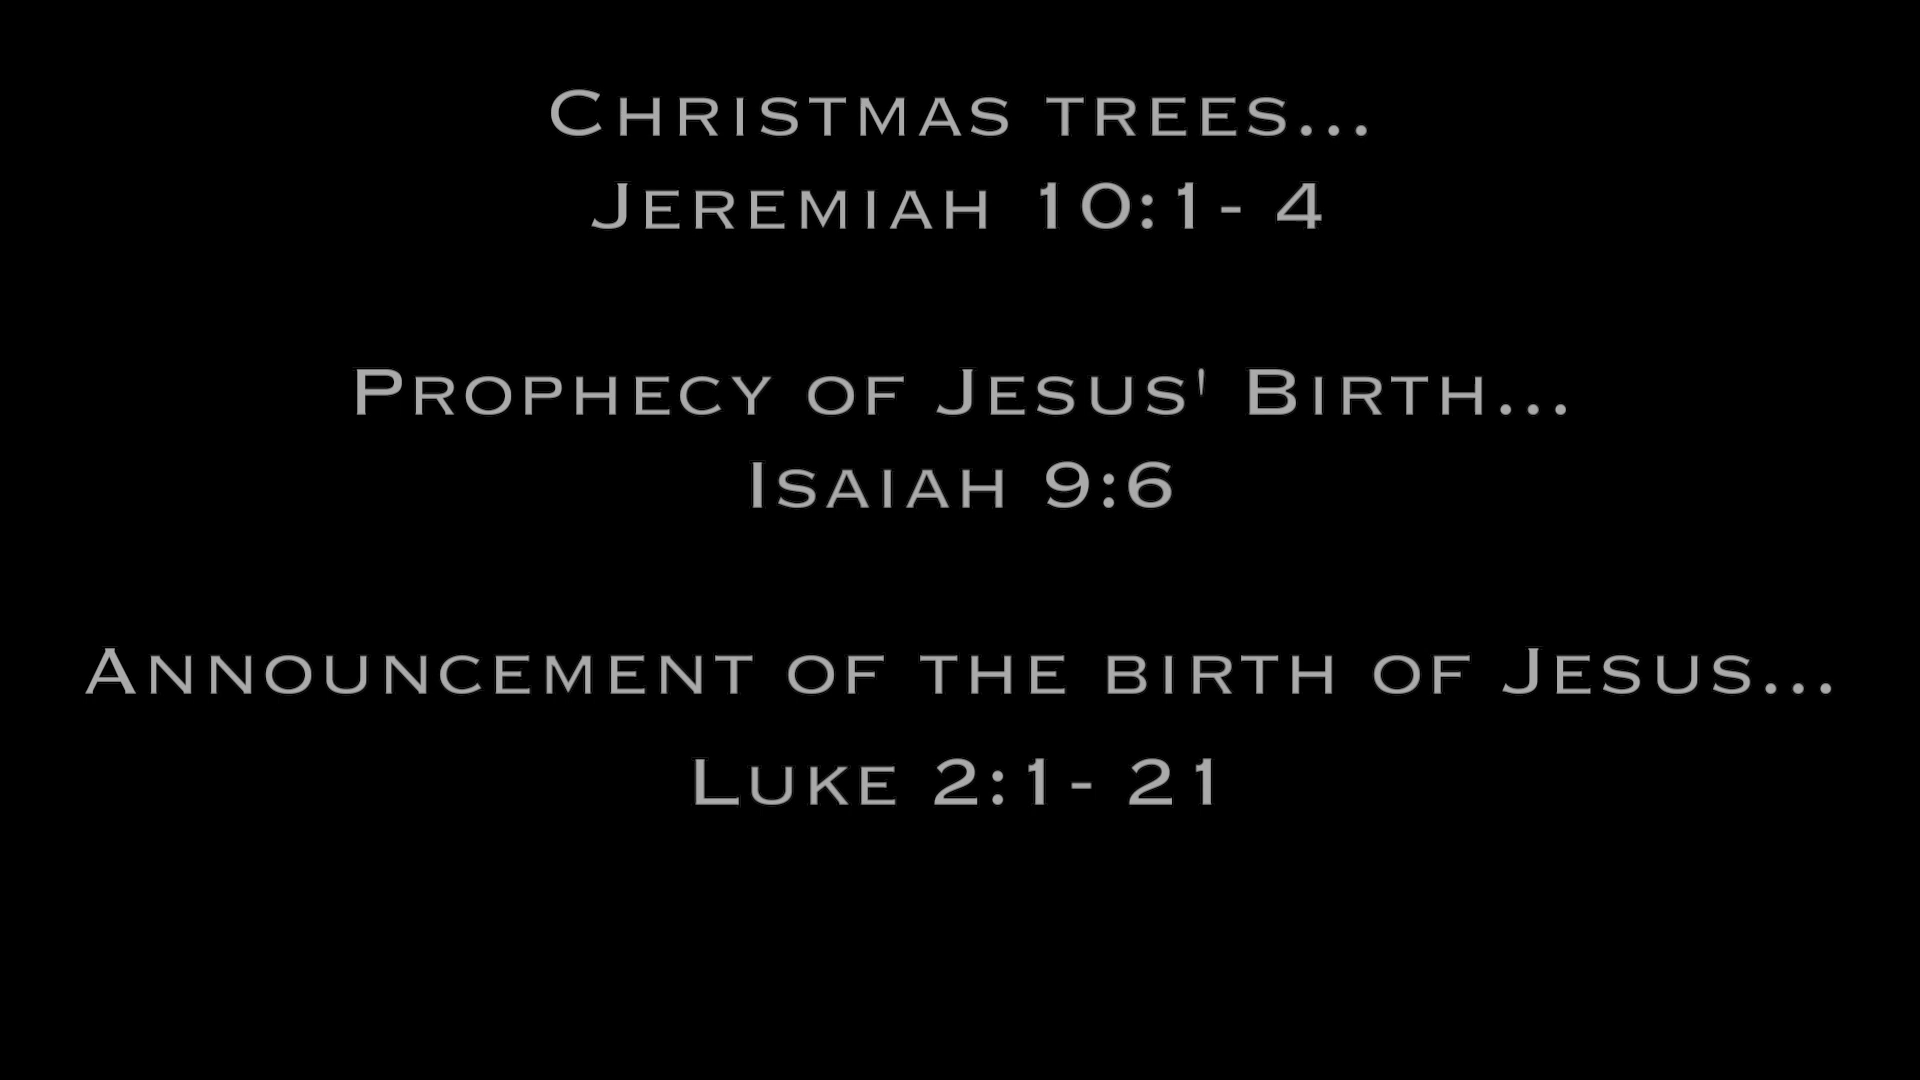 Christmas trees...
Jeremiah 10:1- 4
Prophecy of Jesus' Birth...
Isaiah 9:6
Announcement of the birth of Jesus...
Luke 2:1- 21